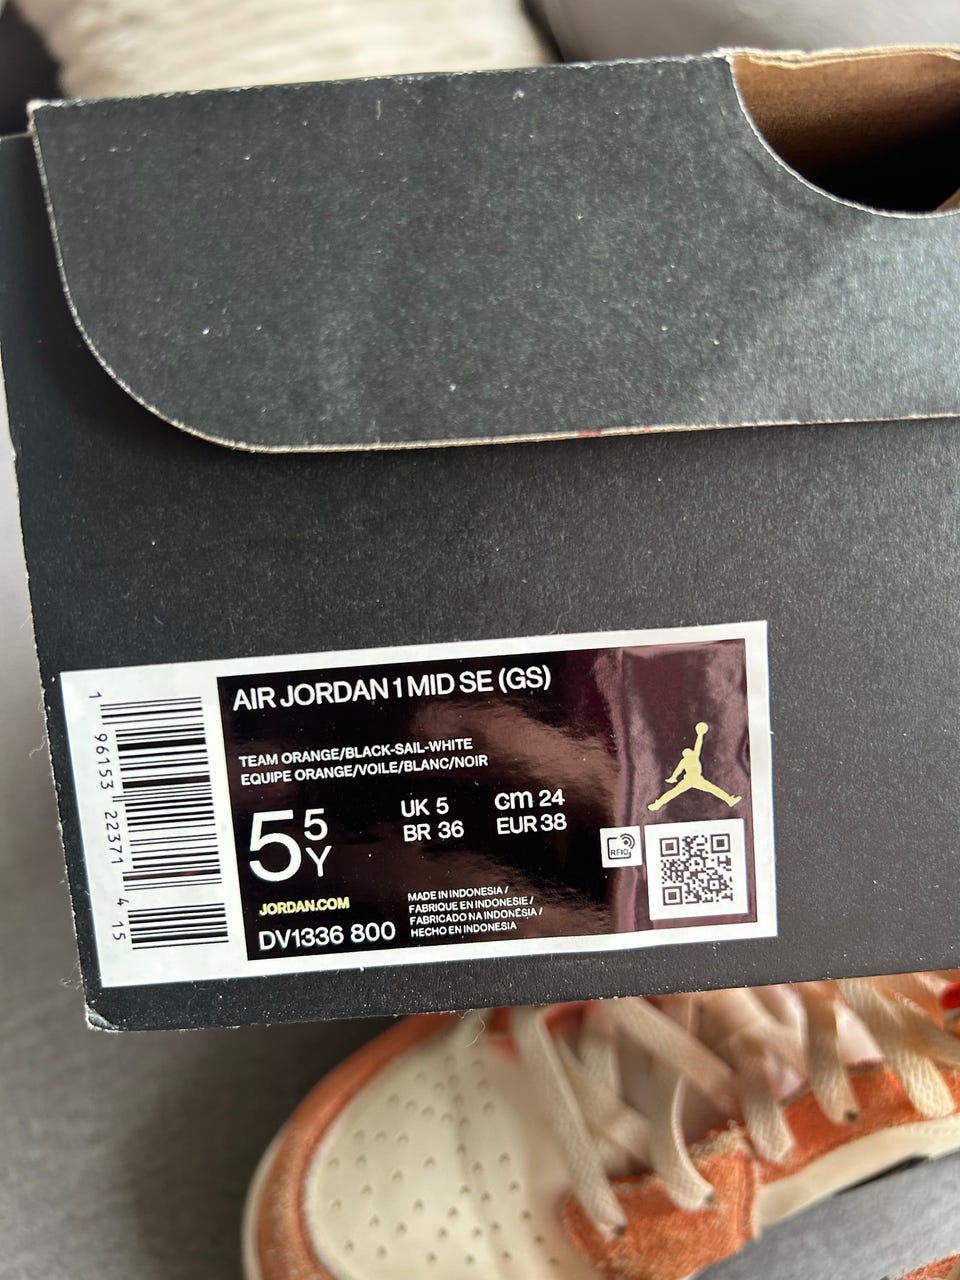 AIR JORDAN 1 MID SE (GS)
TEAM ORANGE/BLACK-SAIL-WHITE
EQUIPE ORANGE/VOILE/BLANC/NOIR
5 5Y
UK 5 cm 24
BR 36 EUR 38
JORDAN.COM
DV1336 800
MADE IN INDONESIA /
FABRIQUE EN INDONESIE /
FABRICADO NA INDONÉSIA /
HECHO EN INDONESIA
RFID
1 96153 22371 4 15